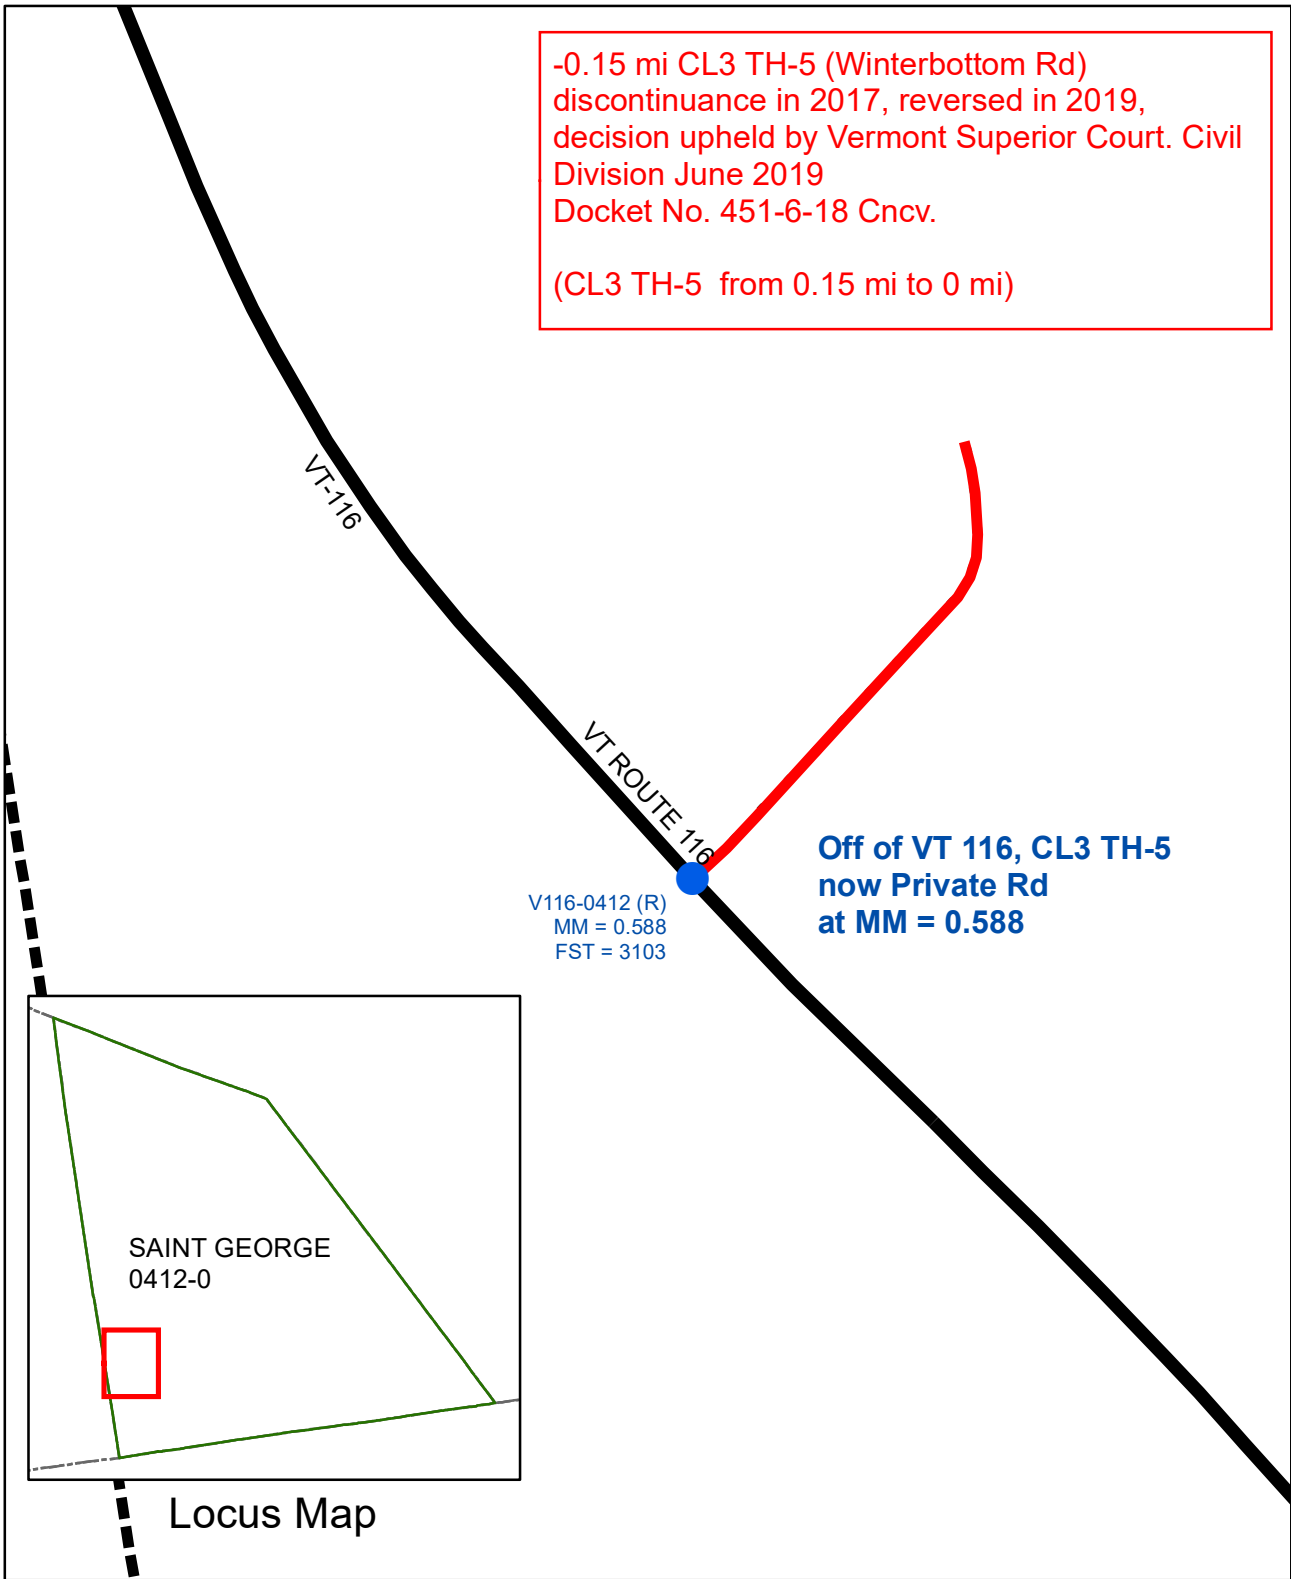 -0.15 mi CL3 TH-5 (Winterbottom Rd)
discontinuance in 2017, reversed in 2019,
decision upheld by Vermont Superior Court. Civil
Division June 2019
Docket No. 451-6-18 Cncv.
(CL3 TH-5  from 0.15 mi to 0 mi)
VT-116
VT ROUTE 116
Off of VT 116, CL3 TH-5
now Private Rd
at MM = 0.588
V116-0412 (R)
MM = 0.588
FST = 3103
SAINT GEORGE
0412-0
Locus Map